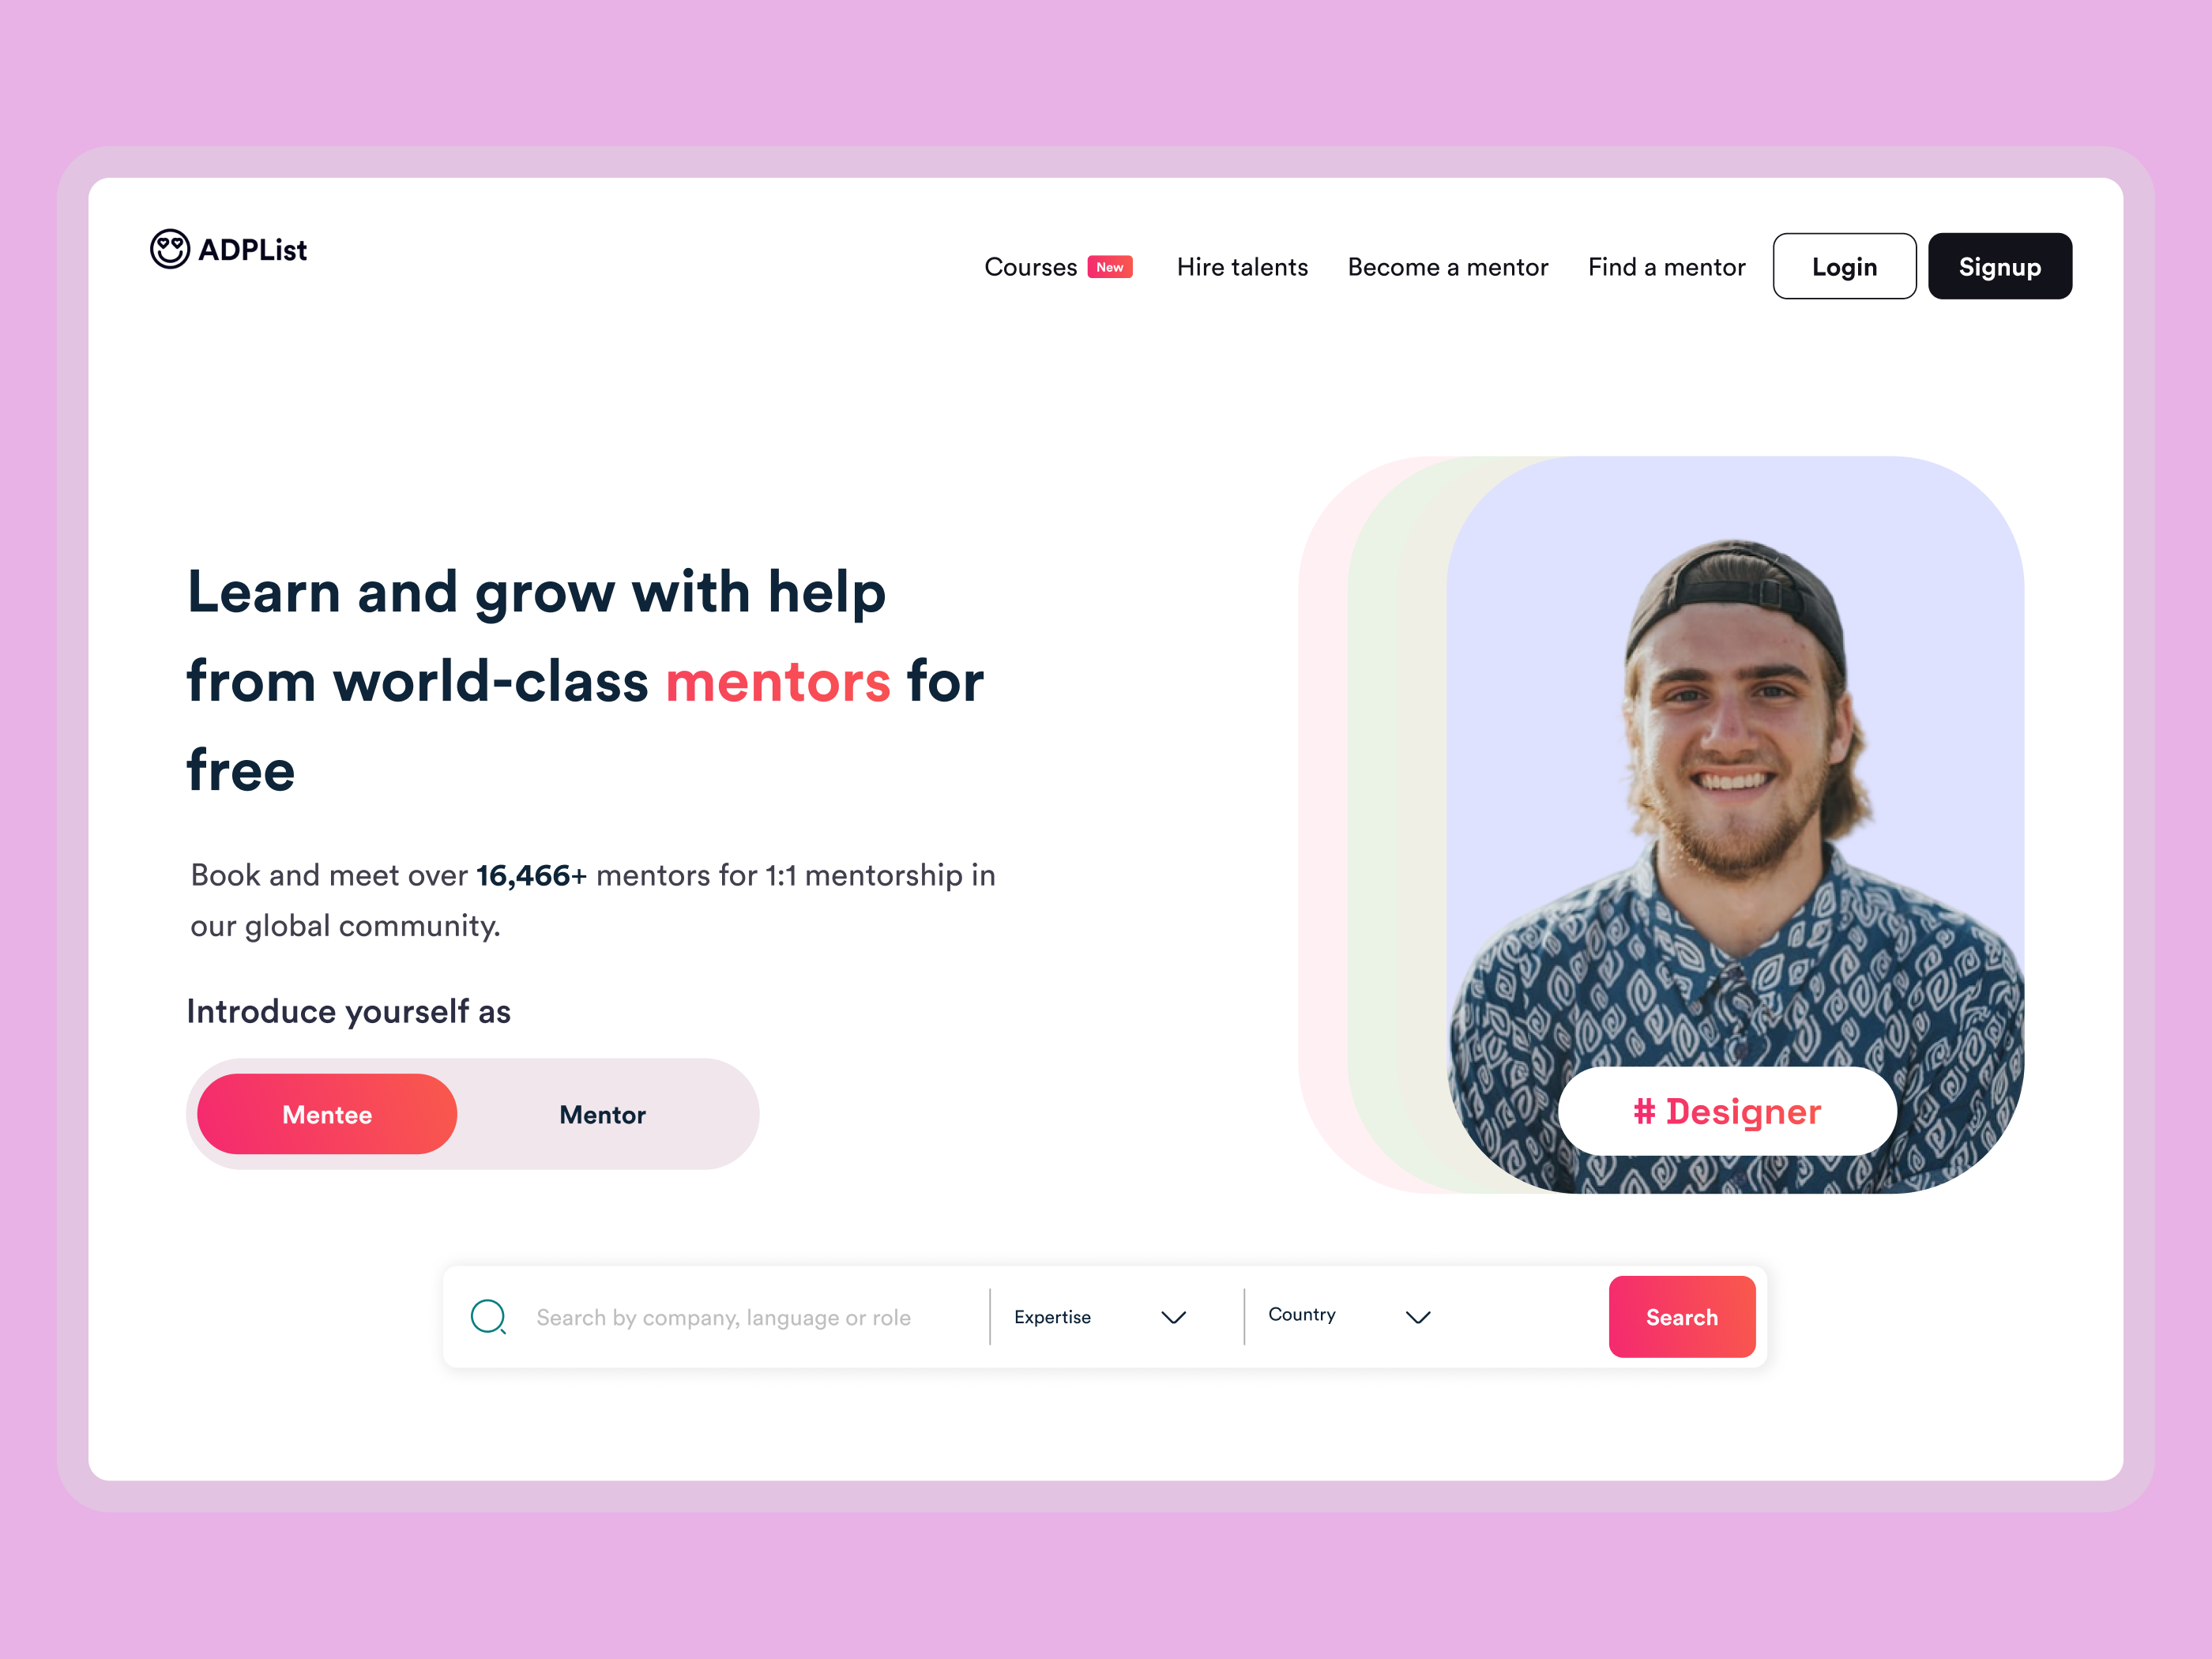 ADPList
Courses New Hire talents Become a mentor Find a mentor Login Signup
Learn and grow with help
from world-class mentors for
free
Book and meet over 16,466+ mentors for 1:1 mentorship in
our global community.
Introduce yourself as
Mentee Mentor
# Designer
Search by company, language or role Expertise Country Search